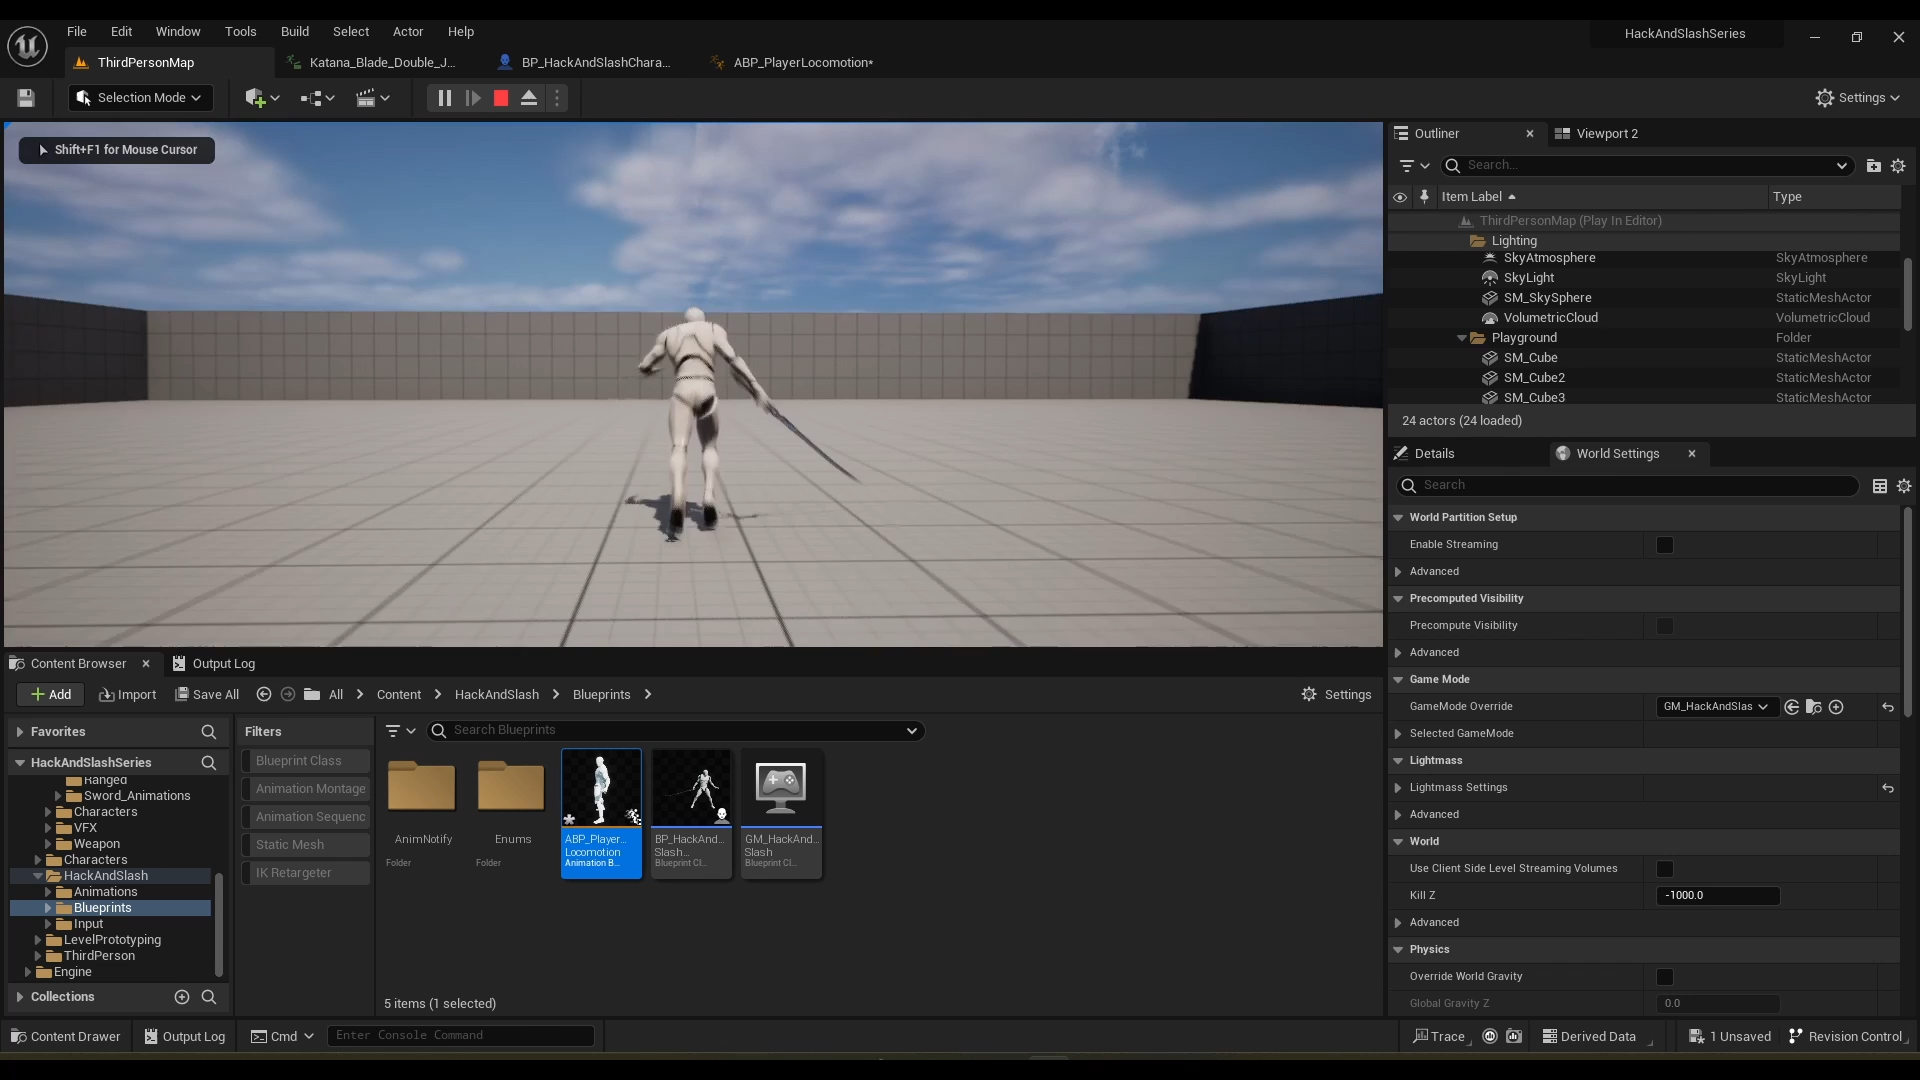 File Edit Window Tools Build Select Actor Help
HackAndSlashSeries
ThirdPersonMap
Katana_Blade_Double_J...
BP_HackAndSlashChara...
ABP_PlayerLocomotion*
Selection Mode
Settings
Shift+F1 for Mouse Cursor
Outliner
Viewport 2
Search...
Item Label
Type
ThirdPersonMap (Play In Editor)
Lighting
SkyAtmosphere SkyAtmosphere
SkyLight SkyLight
SM_SkySphere StaticMeshActor
VolumetricCloud VolumetricCloud
Playground Folder
SM_Cube StaticMeshActor
SM_Cube2 StaticMeshActor
SM_Cube3 StaticMeshActor
24 actors (24 loaded)
Details
World Settings
Search
World Partition Setup
Enable Streaming
Advanced
Precomputed Visibility
Precompute Visibility
Advanced
Game Mode
GameMode Override GM_HackAndSlas
Selected GameMode
Lightmass
Lightmass Settings
Advanced
World
Use Client Side Level Streaming Volumes
Kill Z -1000.0
Advanced
Physics
Override World Gravity
Global Gravity Z 0.0
Content Browser
Output Log
Add
Import
Save All
All
Content
HackAndSlash
Blueprints
Settings
Favorites
HackAndSlashSeries
Ranged
Sword_Animations
Characters
VFX
Weapon
Characters
HackAndSlash
Animations
Blueprints
Input
LevelPrototyping
ThirdPerson
Engine
Collections
Filters
Blueprint Class
Animation Montage
Animation Sequenc
Static Mesh
IK Retargeter
Search Blueprints
AnimNotify
Folder
Enums
Folder
ABP_Player...
Locomotion
Animation B...
BP_HackAnd...
Slash...
Blueprint Cl...
GM_HackAnd...
Slash
Blueprint Cl...
5 items (1 selected)
Content Drawer
Output Log
Cmd
Enter Console Command
Trace
Derived Data
1 Unsaved
Revision Control